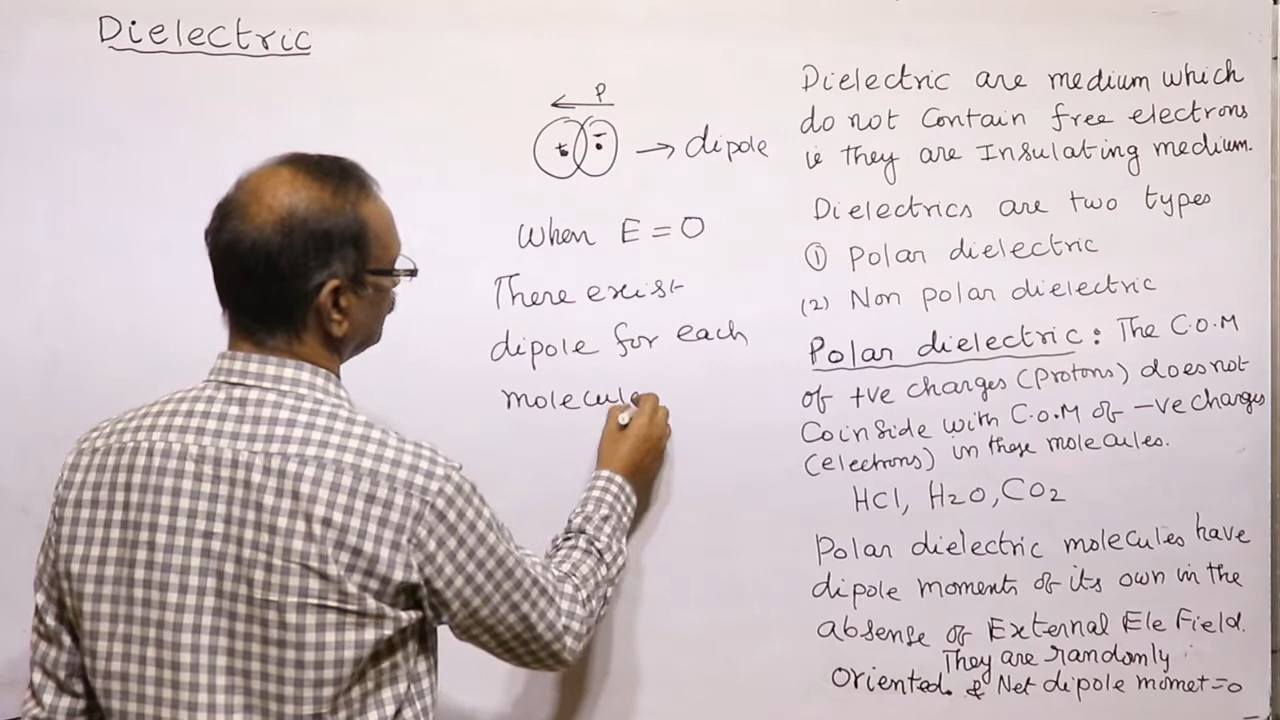 Dielectric
P
+ -
→ dipole
When E = 0
There exist
dipole for each
molecule
Dielectric are medium which
do not contain free electrons
ie they are Insulating medium.
Dielectrics are two types
① Polar dielectric
(2) Non polar dielectric
Polar dielectric : The C.O.M
of +ve charges (protons) does not
Coinside with C.O.M of -ve charges
(electrons) in these molecules.
HCl, H2O, CO2
Polar dielectric molecules have
dipole moments of its own in the
absense of External Ele Field.
They are randomly
oriented. & Net dipole momet = 0